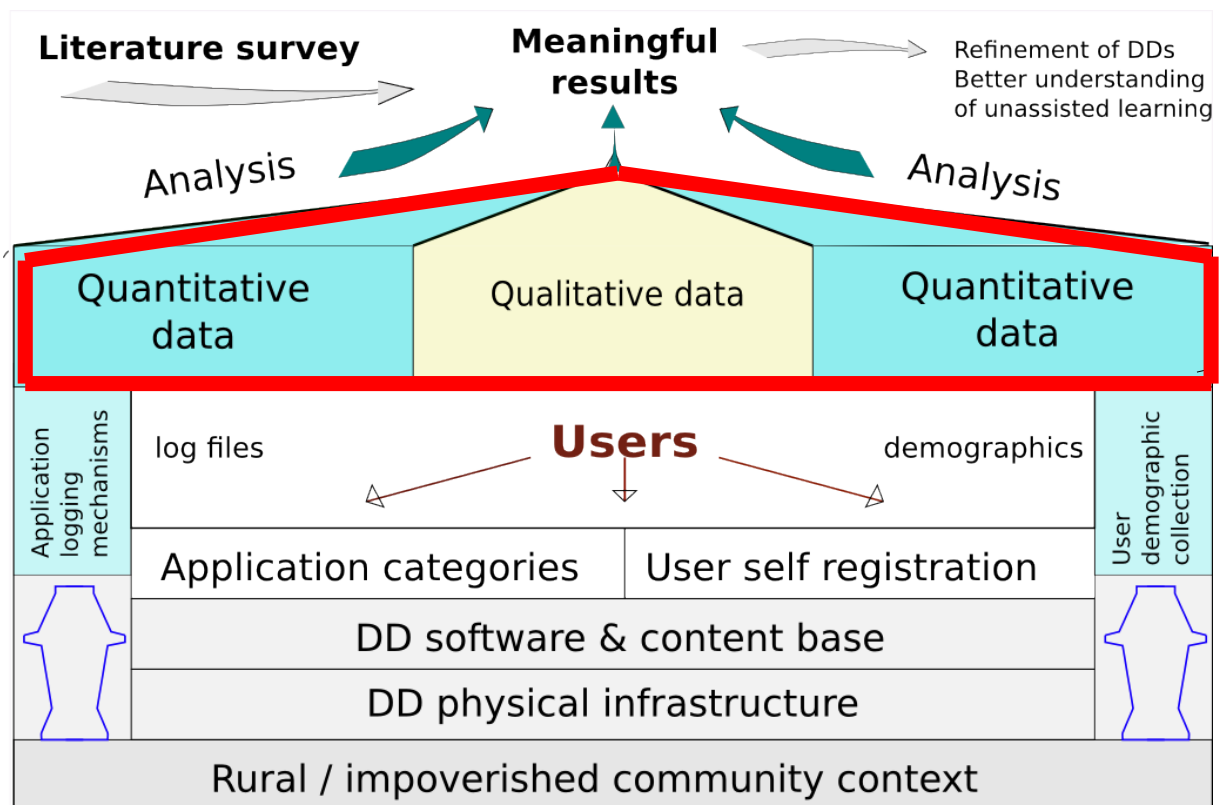 Literature survey
Meaningful
results
Refinement of DDs
Better understanding
of unassisted learning
Analysis
Analysis
Quantitative
data
Qualitative data
Quantitative
data
Application
logging
mechanisms
log files
Users
demographics
User
demographic
collection
Application categories
User self registration
DD software & content base
DD physical infrastructure
Rural / impoverished community context